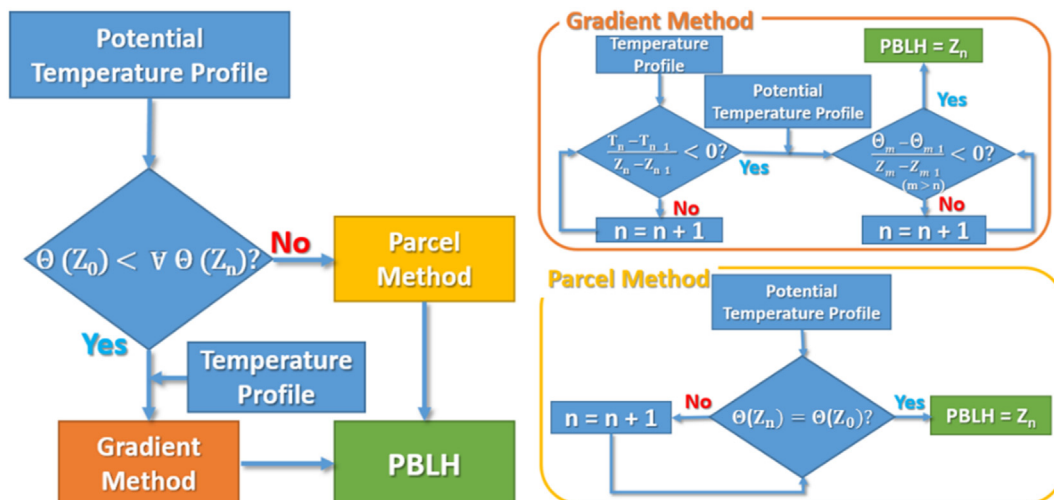 Potential
Temperature Profile
Θ (Z₀) < ∀ Θ (Zₙ)?
No
Parcel
Method
Yes
Temperature
Profile
Gradient
Method
PBLH
Gradient Method
Temperature
Profile
PBLH = Zₙ
Potential
Temperature Profile
Yes
Tₙ − Tₙ ₁
Zₙ − Zₙ ₁
< 0?
Yes
Θₘ − Θₘ ₁
Zₘ − Zₘ ₁
< 0?
(m > n)
No
No
n = n + 1
n = n + 1
Parcel Method
Potential
Temperature Profile
n = n + 1
No
Θ(Zₙ) = Θ(Z₀)?
Yes
PBLH = Zₙ